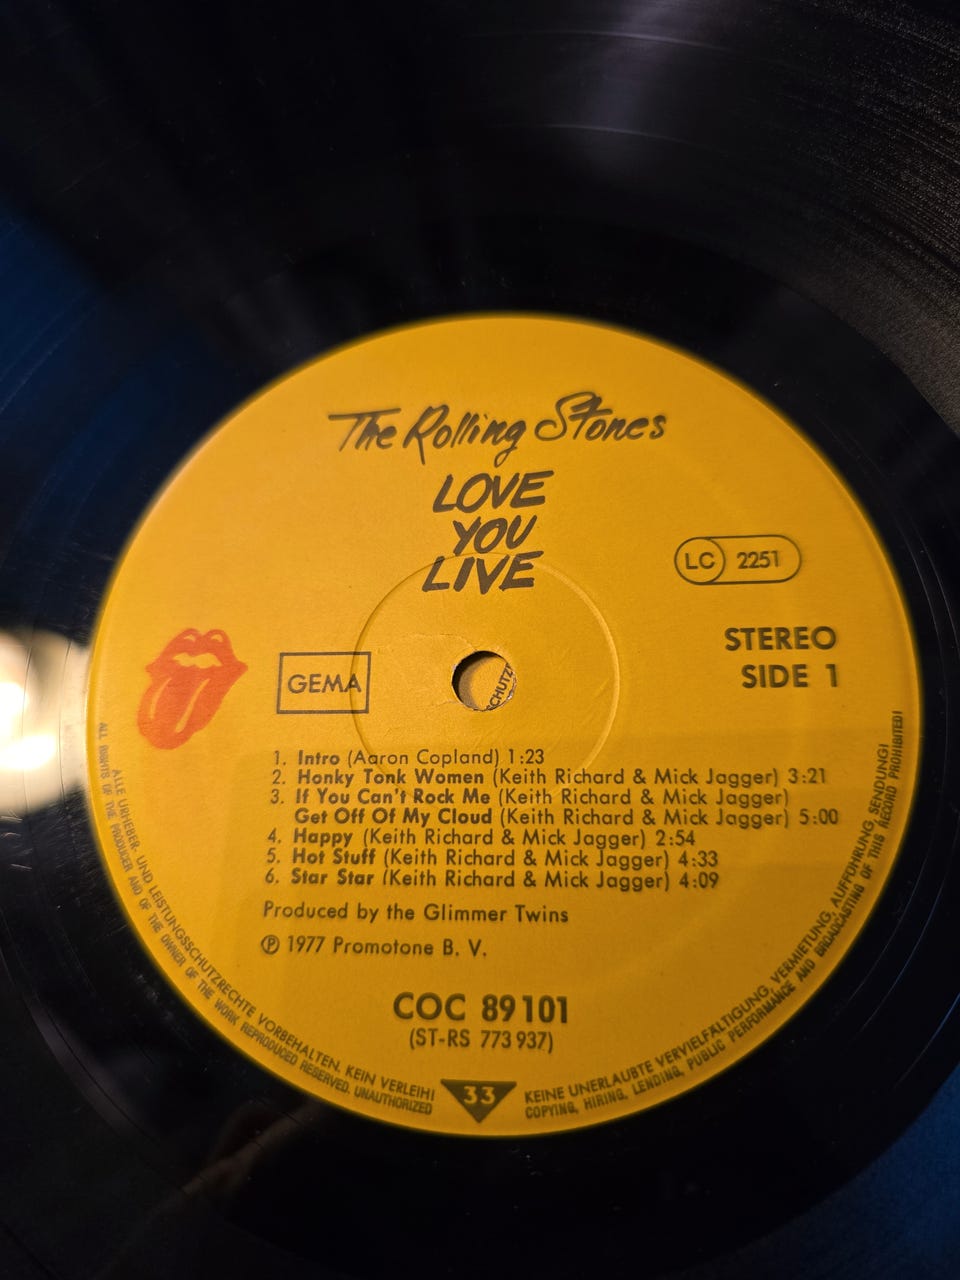 The Rolling Stones
LOVE
YOU
LIVE
LC 2251
STEREO
SIDE 1
GEMA
SCHUTZ
1. Intro (Aaron Copland) 1:23
2. Honky Tonk Women (Keith Richard & Mick Jagger) 3:21
3. If You Can't Rock Me (Keith Richard & Mick Jagger)
Get Off Of My Cloud (Keith Richard & Mick Jagger) 5:00
4. Happy (Keith Richard & Mick Jagger) 2:54
5. Hot Stuff (Keith Richard & Mick Jagger) 4:33
6. Star Star (Keith Richard & Mick Jagger) 4:09
Produced by the Glimmer Twins
℗ 1977 Promotone B. V.
COC 89101
(ST-RS 773 937)
33
ALLE URHEBER- UND LEISTUNGSSCHUTZRECHTE VORBEHALTEN. KEIN VERLEIH!
KEINE UNERLAUBTE VERVIELFÄLTIGUNG, VERMIETUNG, AUFFÜHRUNG, SENDUNG!
ALL RIGHTS OF THE PRODUCER AND OF THE OWNER OF THE WORK REPRODUCED RESERVED. UNAUTHORIZED
COPYING, HIRING, LENDING, PUBLIC PERFORMANCE AND BROADCASTING OF THIS RECORD PROHIBITED!